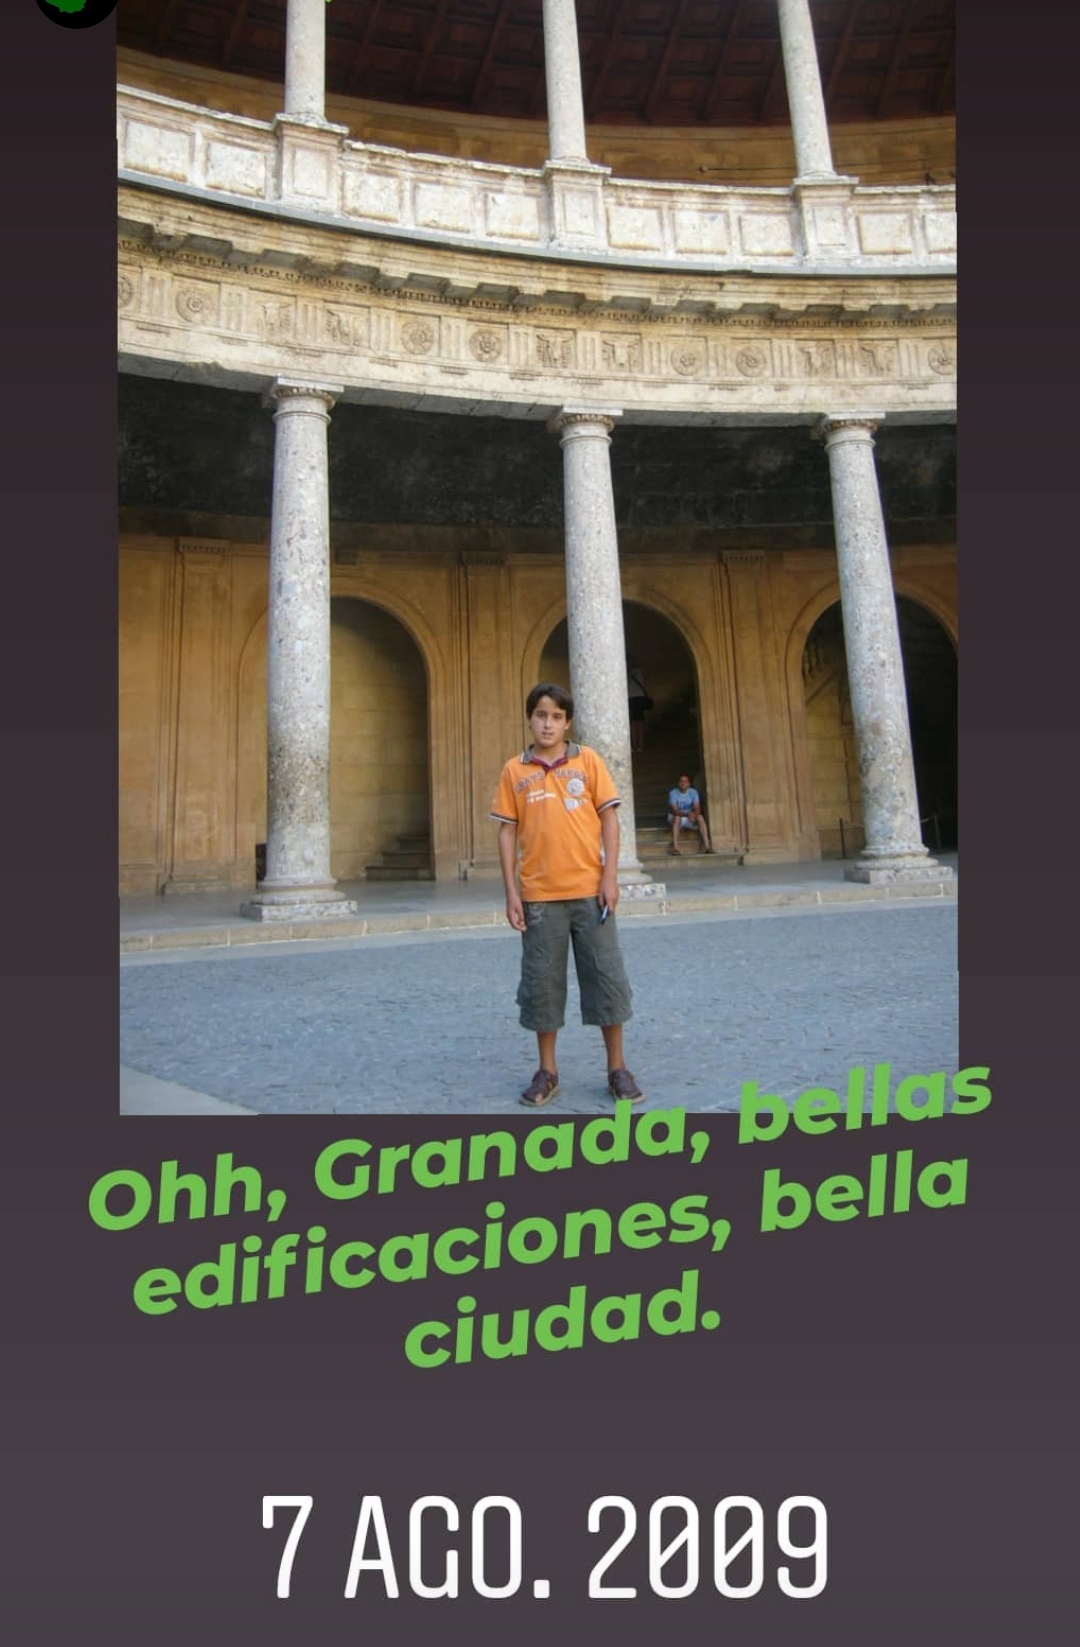 Ohh, Granada, bellas
edificaciones, bella
ciudad.
7 AGO. 2009